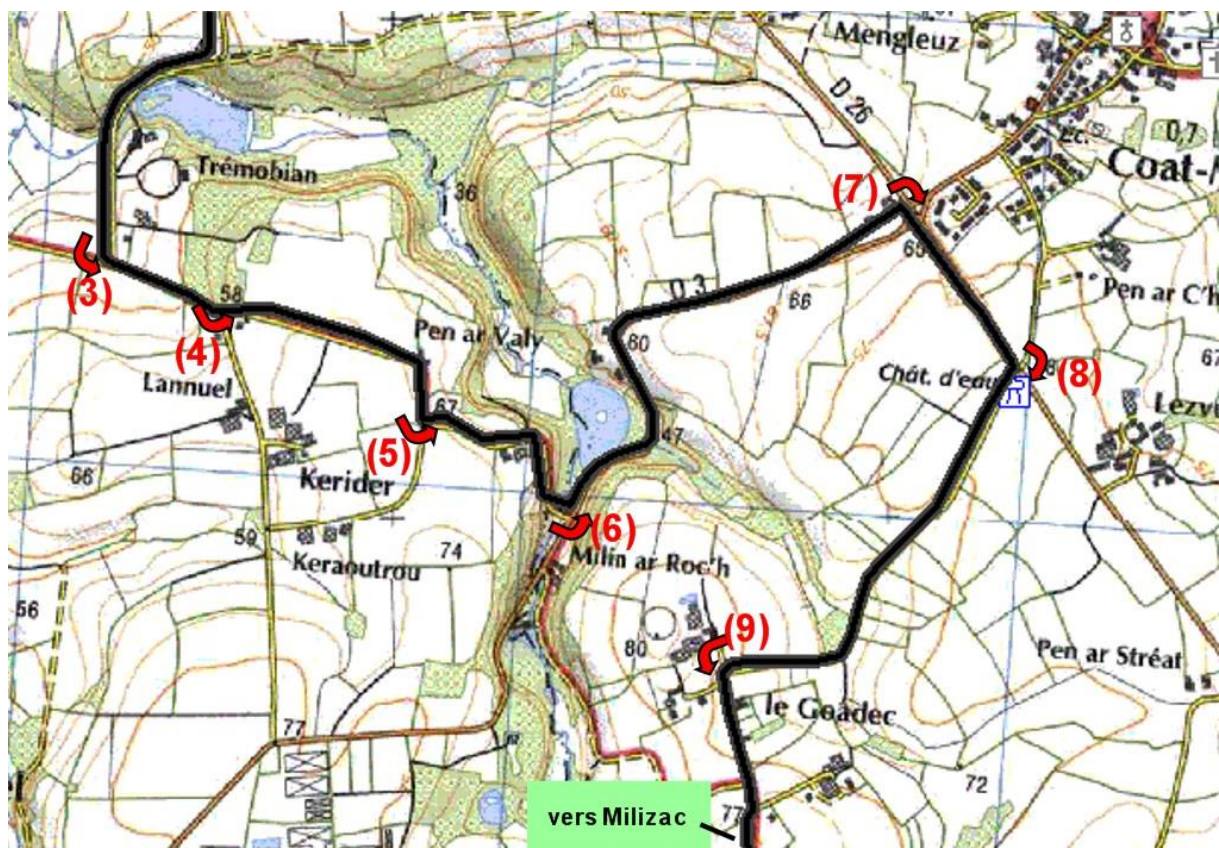 Mengleuz
D 26
Ec.
0,7
Coat-
Trémobian
36
(7)
(3)
58
65
D 3
66
Pen ar C'h
(4)
Pen ar Valy
60
Lannuel
Chât. d'eau
(8)
67
67
(5)
47
66
Kerider
(6)
59
74
Milin ar Roc'h
Keraoutrou
56
(9)
80
Pen ar Stréat
le Goadec
77
72
77
vers Milizac